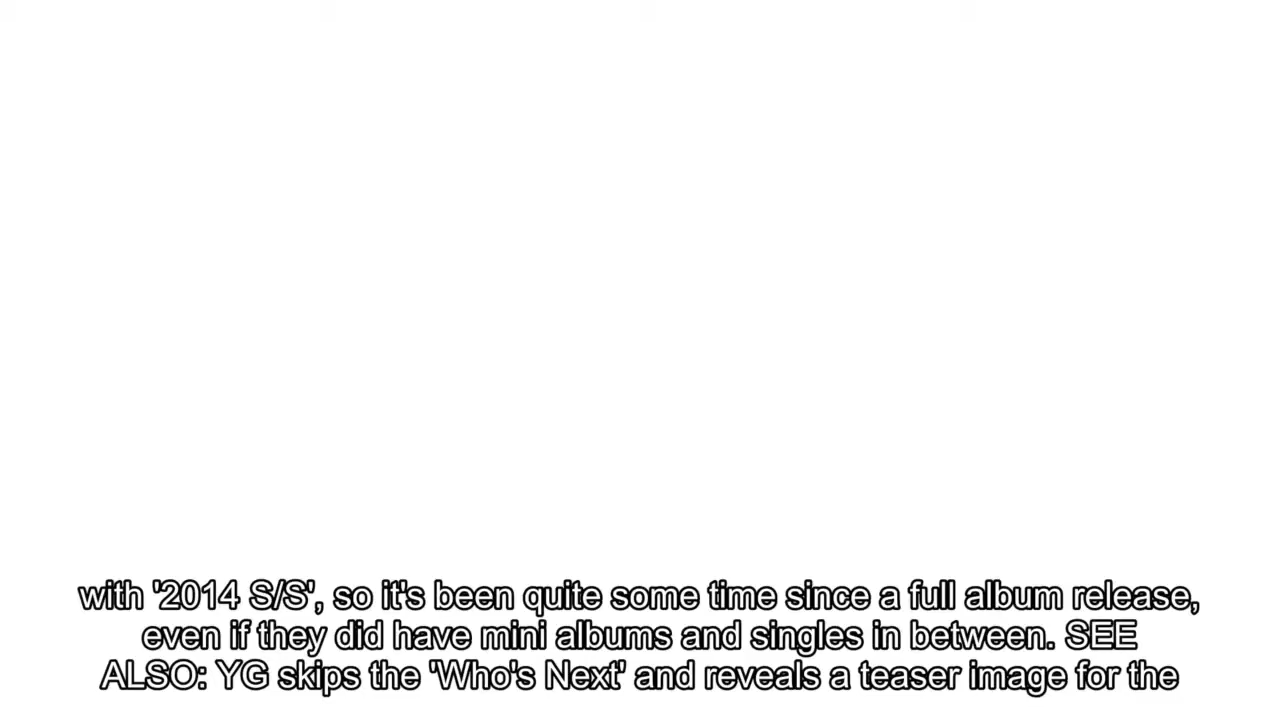 with '2014 S/S', so it's been quite some time since a full album release,
even if they did have mini albums and singles in between. SEE
ALSO: YG skips the 'Who's Next' and reveals a teaser image for the